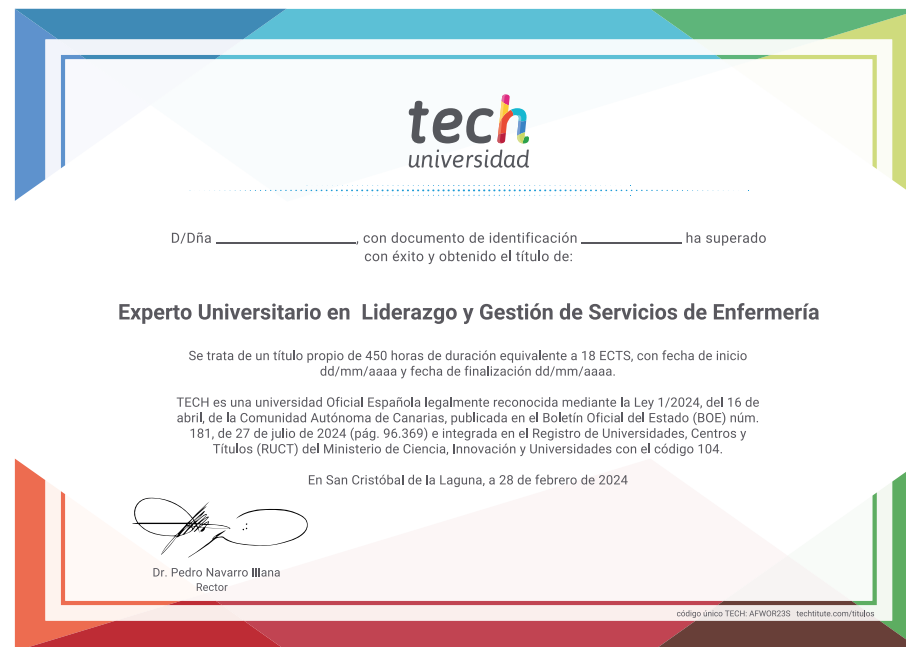 tech
universidad
D/Dña ____________________, con documento de identificación ______________ ha superado
con éxito y obtenido el título de:
Experto Universitario en Liderazgo y Gestión de Servicios de Enfermería
Se trata de un título propio de 450 horas de duración equivalente a 18 ECTS, con fecha de inicio
dd/mm/aaaa y fecha de finalización dd/mm/aaaa.
TECH es una universidad Oficial Española legalmente reconocida mediante la Ley 1/2024, del 16 de
abril, de la Comunidad Autónoma de Canarias, publicada en el Boletín Oficial del Estado (BOE) núm.
181, de 27 de julio de 2024 (pág. 96.369) e integrada en el Registro de Universidades, Centros y
Títulos (RUCT) del Ministerio de Ciencia, Innovación y Universidades con el código 104.
En San Cristóbal de la Laguna, a 28 de febrero de 2024
Dr. Pedro Navarro Illana
Rector
código único TECH: AFWOR23S techtitute.com/titulos